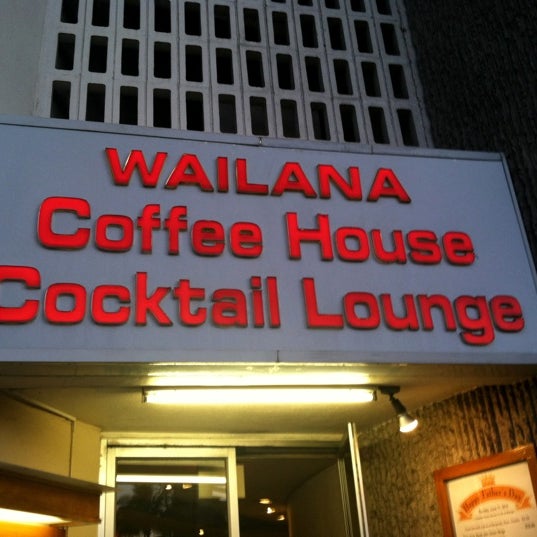 WAILANA
Coffee House
Cocktail Lounge
Happy Father's Day